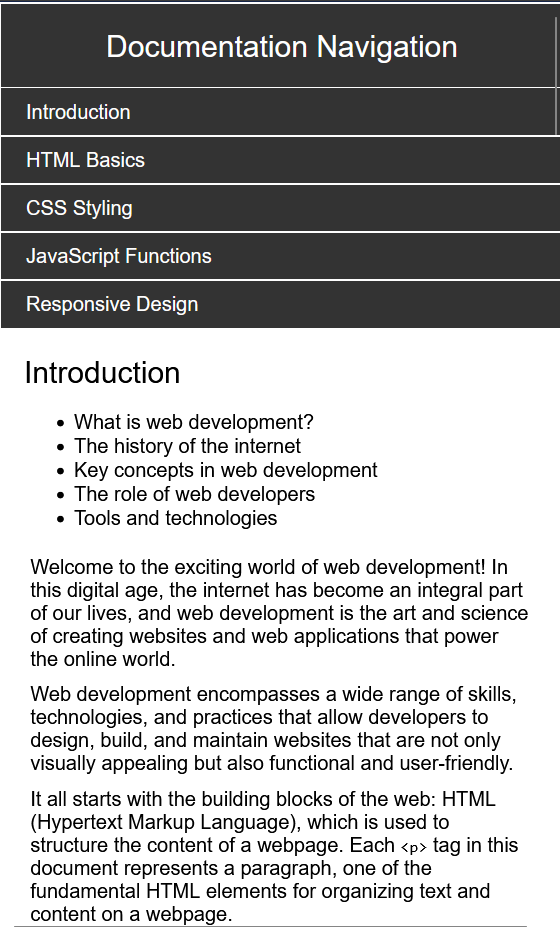 Documentation Navigation
Introduction
HTML Basics
CSS Styling
JavaScript Functions
Responsive Design
Introduction
• What is web development?
• The history of the internet
• Key concepts in web development
• The role of web developers
• Tools and technologies
Welcome to the exciting world of web development! In
this digital age, the internet has become an integral part
of our lives, and web development is the art and science
of creating websites and web applications that power
the online world.
Web development encompasses a wide range of skills,
technologies, and practices that allow developers to
design, build, and maintain websites that are not only
visually appealing but also functional and user-friendly.
It all starts with the building blocks of the web: HTML
(Hypertext Markup Language), which is used to
structure the content of a webpage. Each <p> tag in this
document represents a paragraph, one of the
fundamental HTML elements for organizing text and
content on a webpage.